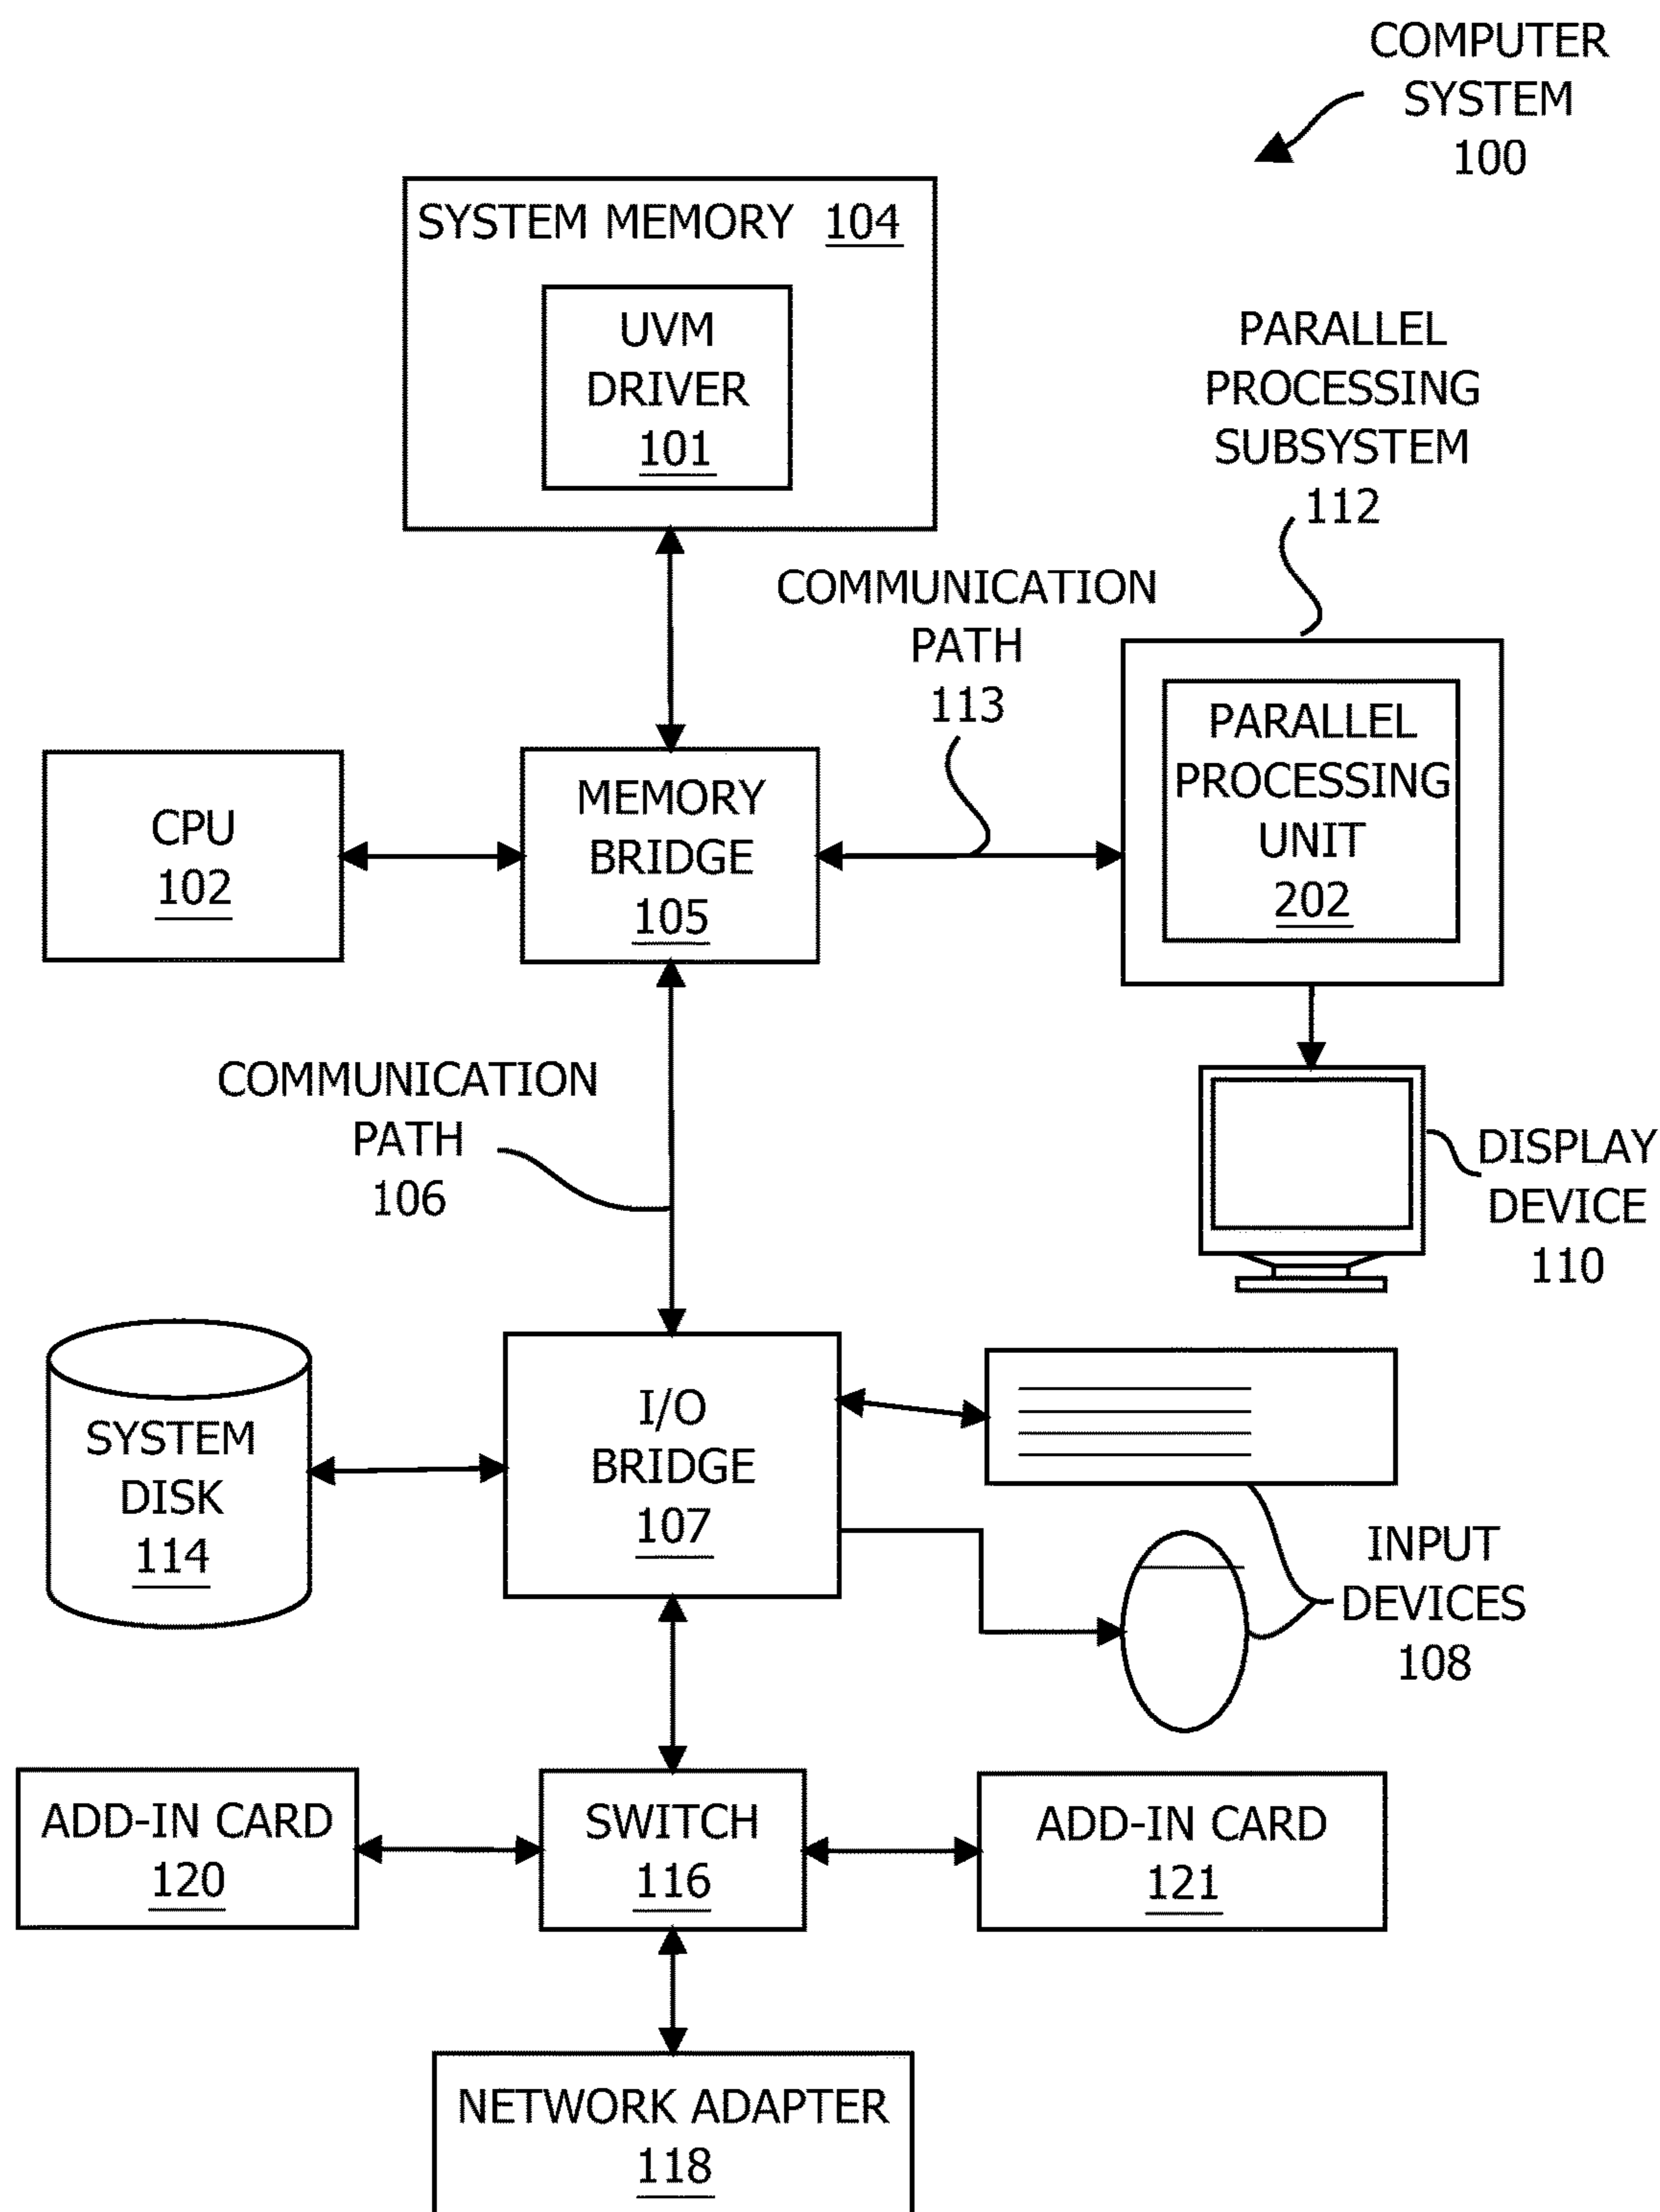 COMPUTER
SYSTEM
100
SYSTEM MEMORY 104
UVM
DRIVER
101
PARALLEL
PROCESSING
SUBSYSTEM
112
COMMUNICATION
PATH
113
PARALLEL
PROCESSING
UNIT
202
CPU
102
MEMORY
BRIDGE
105
COMMUNICATION
PATH
106
DISPLAY
DEVICE
110
SYSTEM
DISK
114
I/O
BRIDGE
107
INPUT
DEVICES
108
ADD-IN CARD
120
SWITCH
116
ADD-IN CARD
121
NETWORK ADAPTER
118